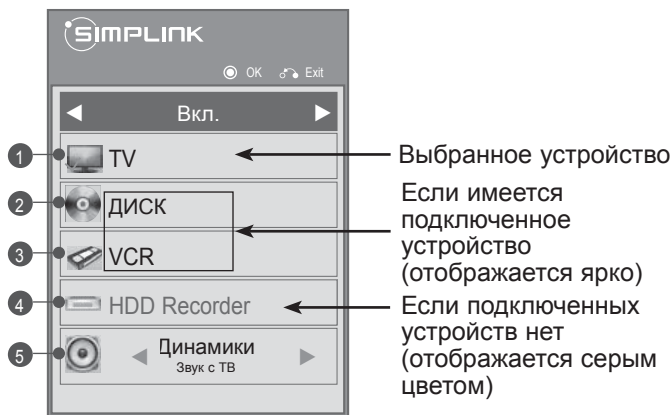 SIMPLINK
OK Exit
Вкл.
1 TV
Выбранное устройство
2 ДИСК
3 VCR
Если имеется
подключенное
устройство
(отображается ярко)
4 HDD Recorder
Если подключенных
устройств нет
(отображается серым
цветом)
5 Динамики
Звук с ТВ